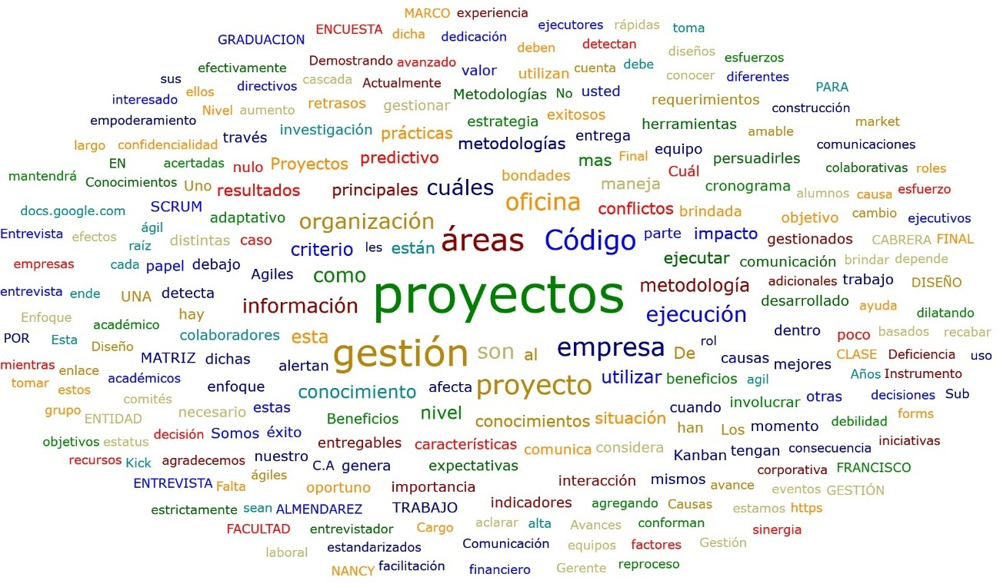 MARCO experiencia
ejecutores rápidas toma
GRADUACION ENCUESTA dicha dedicación
deben detectan diseños esfuerzos
efectivamente Demostrando avanzado valor utilizan cuenta debe
sus directivos cascada Actualmente conocer diferentes
ellos Metodologías No usted PARA
interesado Nivel aumento retrasos gestionar requerimientos construcción
empoderamiento estrategia exitosos herramientas market
través investigación prácticas metodologías entrega amable
largo confidencialidad equipo comunicaciones
EN acertadas nulo Proyectos predictivo mas Final persuadirles
mantendrá Conocimientos Uno bondades Cuál colaborativas roles
resultados principales cuáles maneja cronograma alumnos causa esfuerzo
docs.google.com SCRUM adaptativo oficina conflictos brindada objetivo cambio ejecutivos
Entrevista efectos ágil organización
raíz distintas caso criterio les están áreas Código parte impacto gestionados CABRERA FINAL
empresas cada papel debajo Agiles como ejecutar comunicación brindar depende
entrevista ende UNA detecta proyectos metodología adicionales trabajo DISEÑO
Enfoque hay información ejecución desarrollado ayuda dilatando
académico
POR Esta Diseño colaboradores esta gestión son al empresa De rol dentro poco basados recabar
mientras enlace MATRIZ dichas alertan causas mejores CLASE Deficiencia uso
tomar estos académicos enfoque conocimiento afecta proyecto utilizar beneficios agil Años Instrumento
grupo comités necesario estas cuando involucrar otras decisiones Sub
ENTIDAD Beneficios nivel conocimientos situación han Los momento debilidad forms
objetivos estatus decisión Somos éxito entregables características comunica considera Kanban tengan consecuencia iniciativas
recursos Kick agradecemos nuestro C.A genera expectativas corporativa FRANCISCO
ENTREVISTA Falta ágiles oportuno importancia interacción mismos avance eventos GESTIÓN
estrictamente sean ALMENDAREZ TRABAJO indicadores agregando Causas estamos https
FACULTAD entrevistador Cargo aclarar alta Avances conforman sinergia
laboral estandarizados Comunicación equipos factores Gestión
NANCY facilitación financiero Gerente reproceso